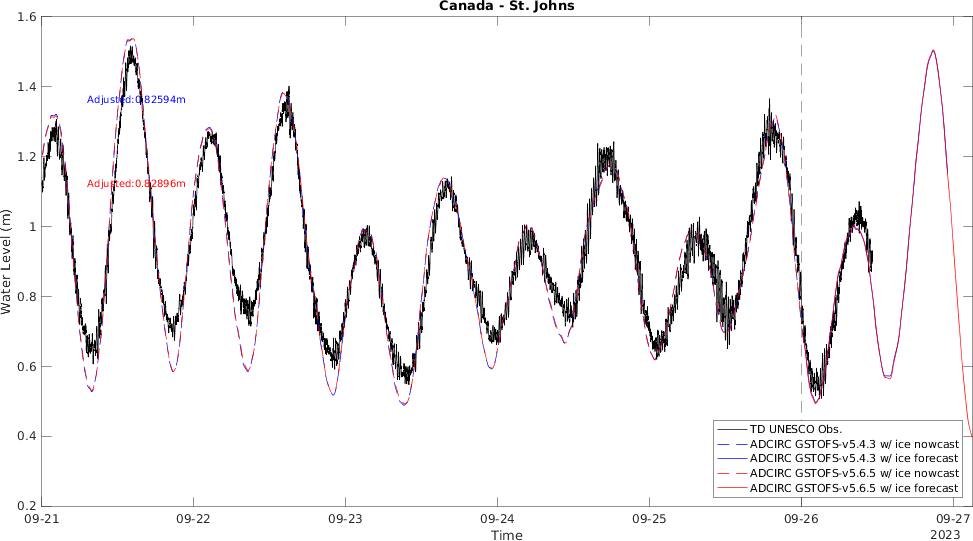 Canada - St. Johns
1.6
1.4
1.2
1
0.8
0.6
0.4
0.2
Water Level (m)
Adjusted:0.82594m
Adjusted:0.82896m
TD UNESCO Obs.
ADCIRC GSTOFS-v5.4.3 w/ ice nowcast
ADCIRC GSTOFS-v5.4.3 w/ ice forecast
ADCIRC GSTOFS-v5.6.5 w/ ice nowcast
ADCIRC GSTOFS-v5.6.5 w/ ice forecast
09-21 09-22 09-23 09-24 09-25 09-26 09-27
Time
2023